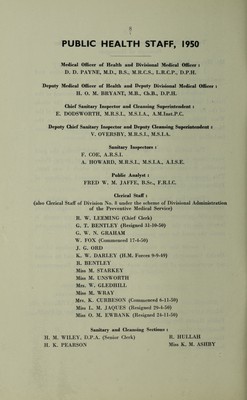 PUBLIC HEALTH STAFF, 1950
Medical Officer of Health and Divisional Medical Officer :
D. D. PAYNE, M.D., B.S., M.R.C.S., L.R.C.P., D.P.H.
Deputy Medical Officer of Health and Deputy Divisional Medical Officer :
H. O. M. BRYANT, M.B., Ch.B., D.P.H.
Chief Sanitary Inspector and Cleansing Superintendent :
E. DODSWORTH, M.R.S.I., M.S.I.A., A.M.Inst.P.C.
Deputy Chief Sanitary Inspector and Deputy Cleansing Superintendent :
V. OVERSBY, M.R.S.I., M.S.I.A.
Sanitary Inspectors :
F. COE, A.R.S.I.
A. HOWARD, M.R.S.I., M.S.I.A., A.I.S.E.
Public Analyst :
FRED W. M. JAFFE, B.Sc., F.R.I.C.
Clerical Staff :
(also Clerical Staff of Division No. 8 under the scheme of Divisional Administration
of the Preventive Medical Service)
R. W. LEEMING (Chief Clerk)
G. T. BENTLEY (Resigned 31-10-50)
G. W. N. GRAHAM
W. FOX (Commenced 17-4-50)
J. G. ORD
K. W. DARLEY (H.M. Forces 9-9-49)
R. BENTLEY
Miss M. STARKEY
Miss M. UNSWORTH
Mrs. W. GLEDHILL
Miss M. WRAY
Mrs. K. CURRESON (Commenced 6-11-50)
Miss L. M. JAQUES (Resigned 29-4-50)
Miss O. M. EWBANK (Resigned 24-11-50)
Sanitary and Cleansing Sections :
H. M. WILEY, D.P.A. (Senior Clerk) R. HULLAH
H. K. PEARSON Miss K. M. ASHBY